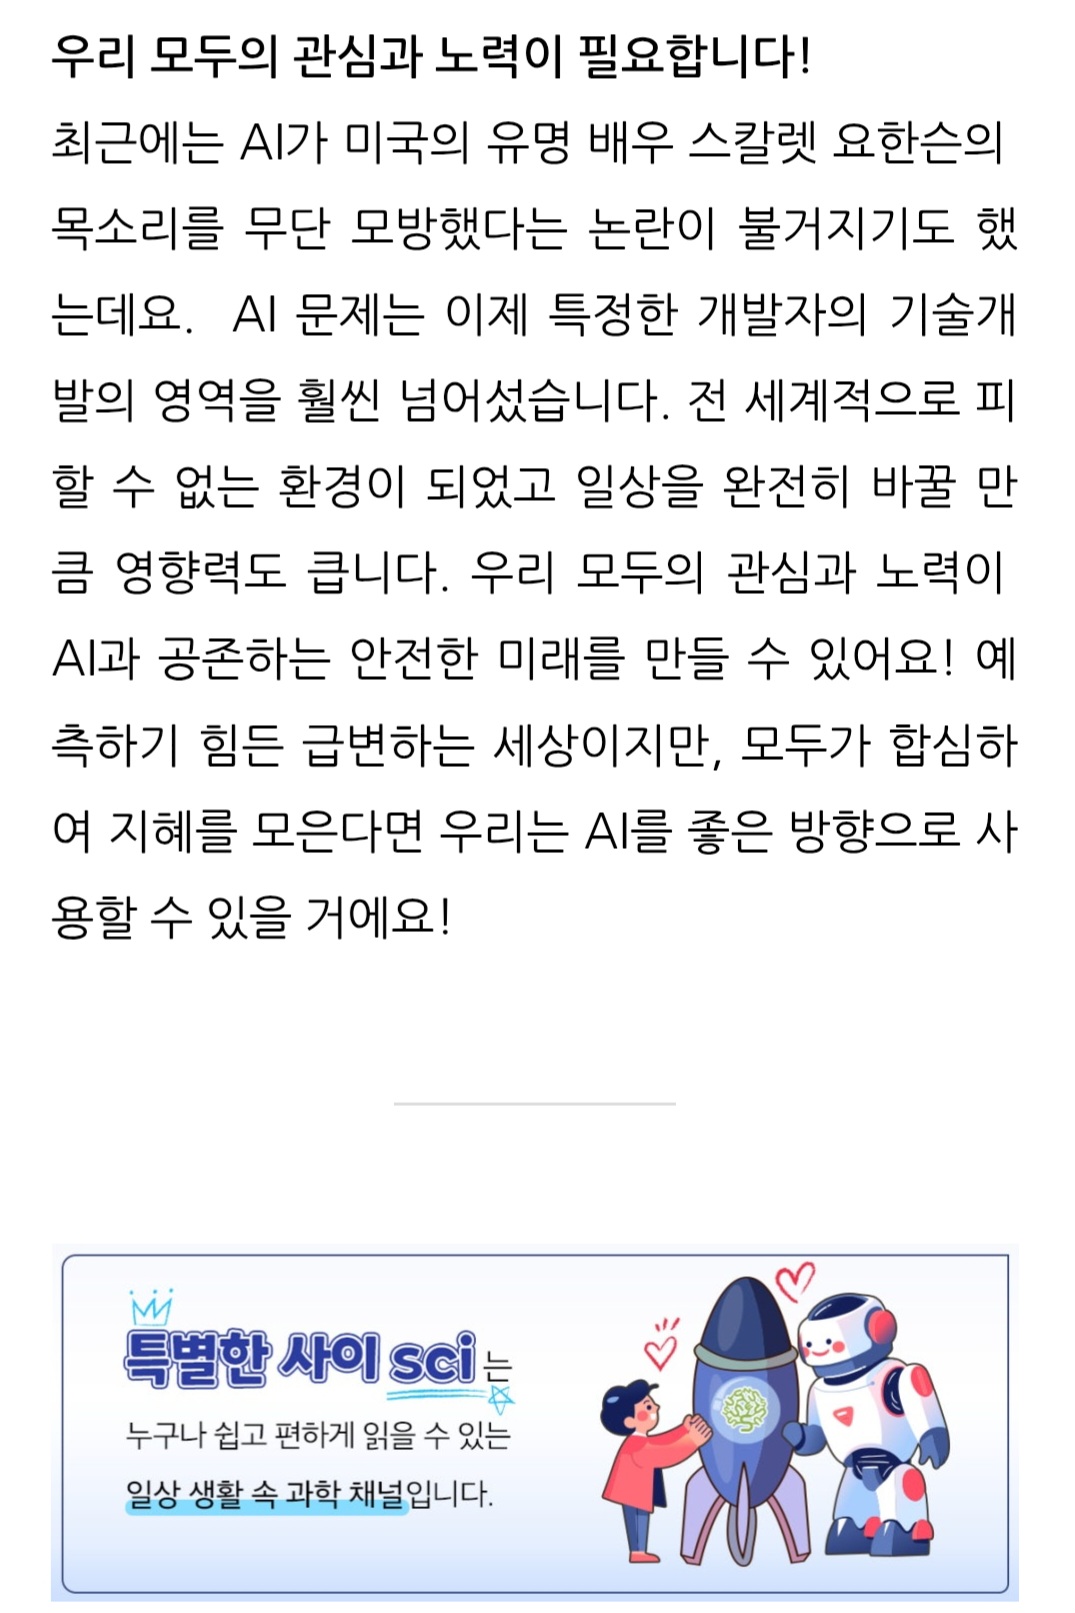 우리 모두의 관심과 노력이 필요합니다!
최근에는 AI가 미국의 유명 배우 스칼렛 요한슨의
목소리를 무단 모방했다는 논란이 불거지기도 했
는데요. AI 문제는 이제 특정한 개발자의 기술개
발의 영역을 훨씬 넘어섰습니다. 전 세계적으로 피
할 수 없는 환경이 되었고 일상을 완전히 바꿀 만
큼 영향력도 큽니다. 우리 모두의 관심과 노력이
AI과 공존하는 안전한 미래를 만들 수 있어요! 예
측하기 힘든 급변하는 세상이지만, 모두가 합심하
여 지혜를 모은다면 우리는 AI를 좋은 방향으로 사
용할 수 있을 거에요!
특별한 사이 sci는
누구나 쉽고 편하게 읽을 수 있는
일상 생활 속 과학 채널입니다.